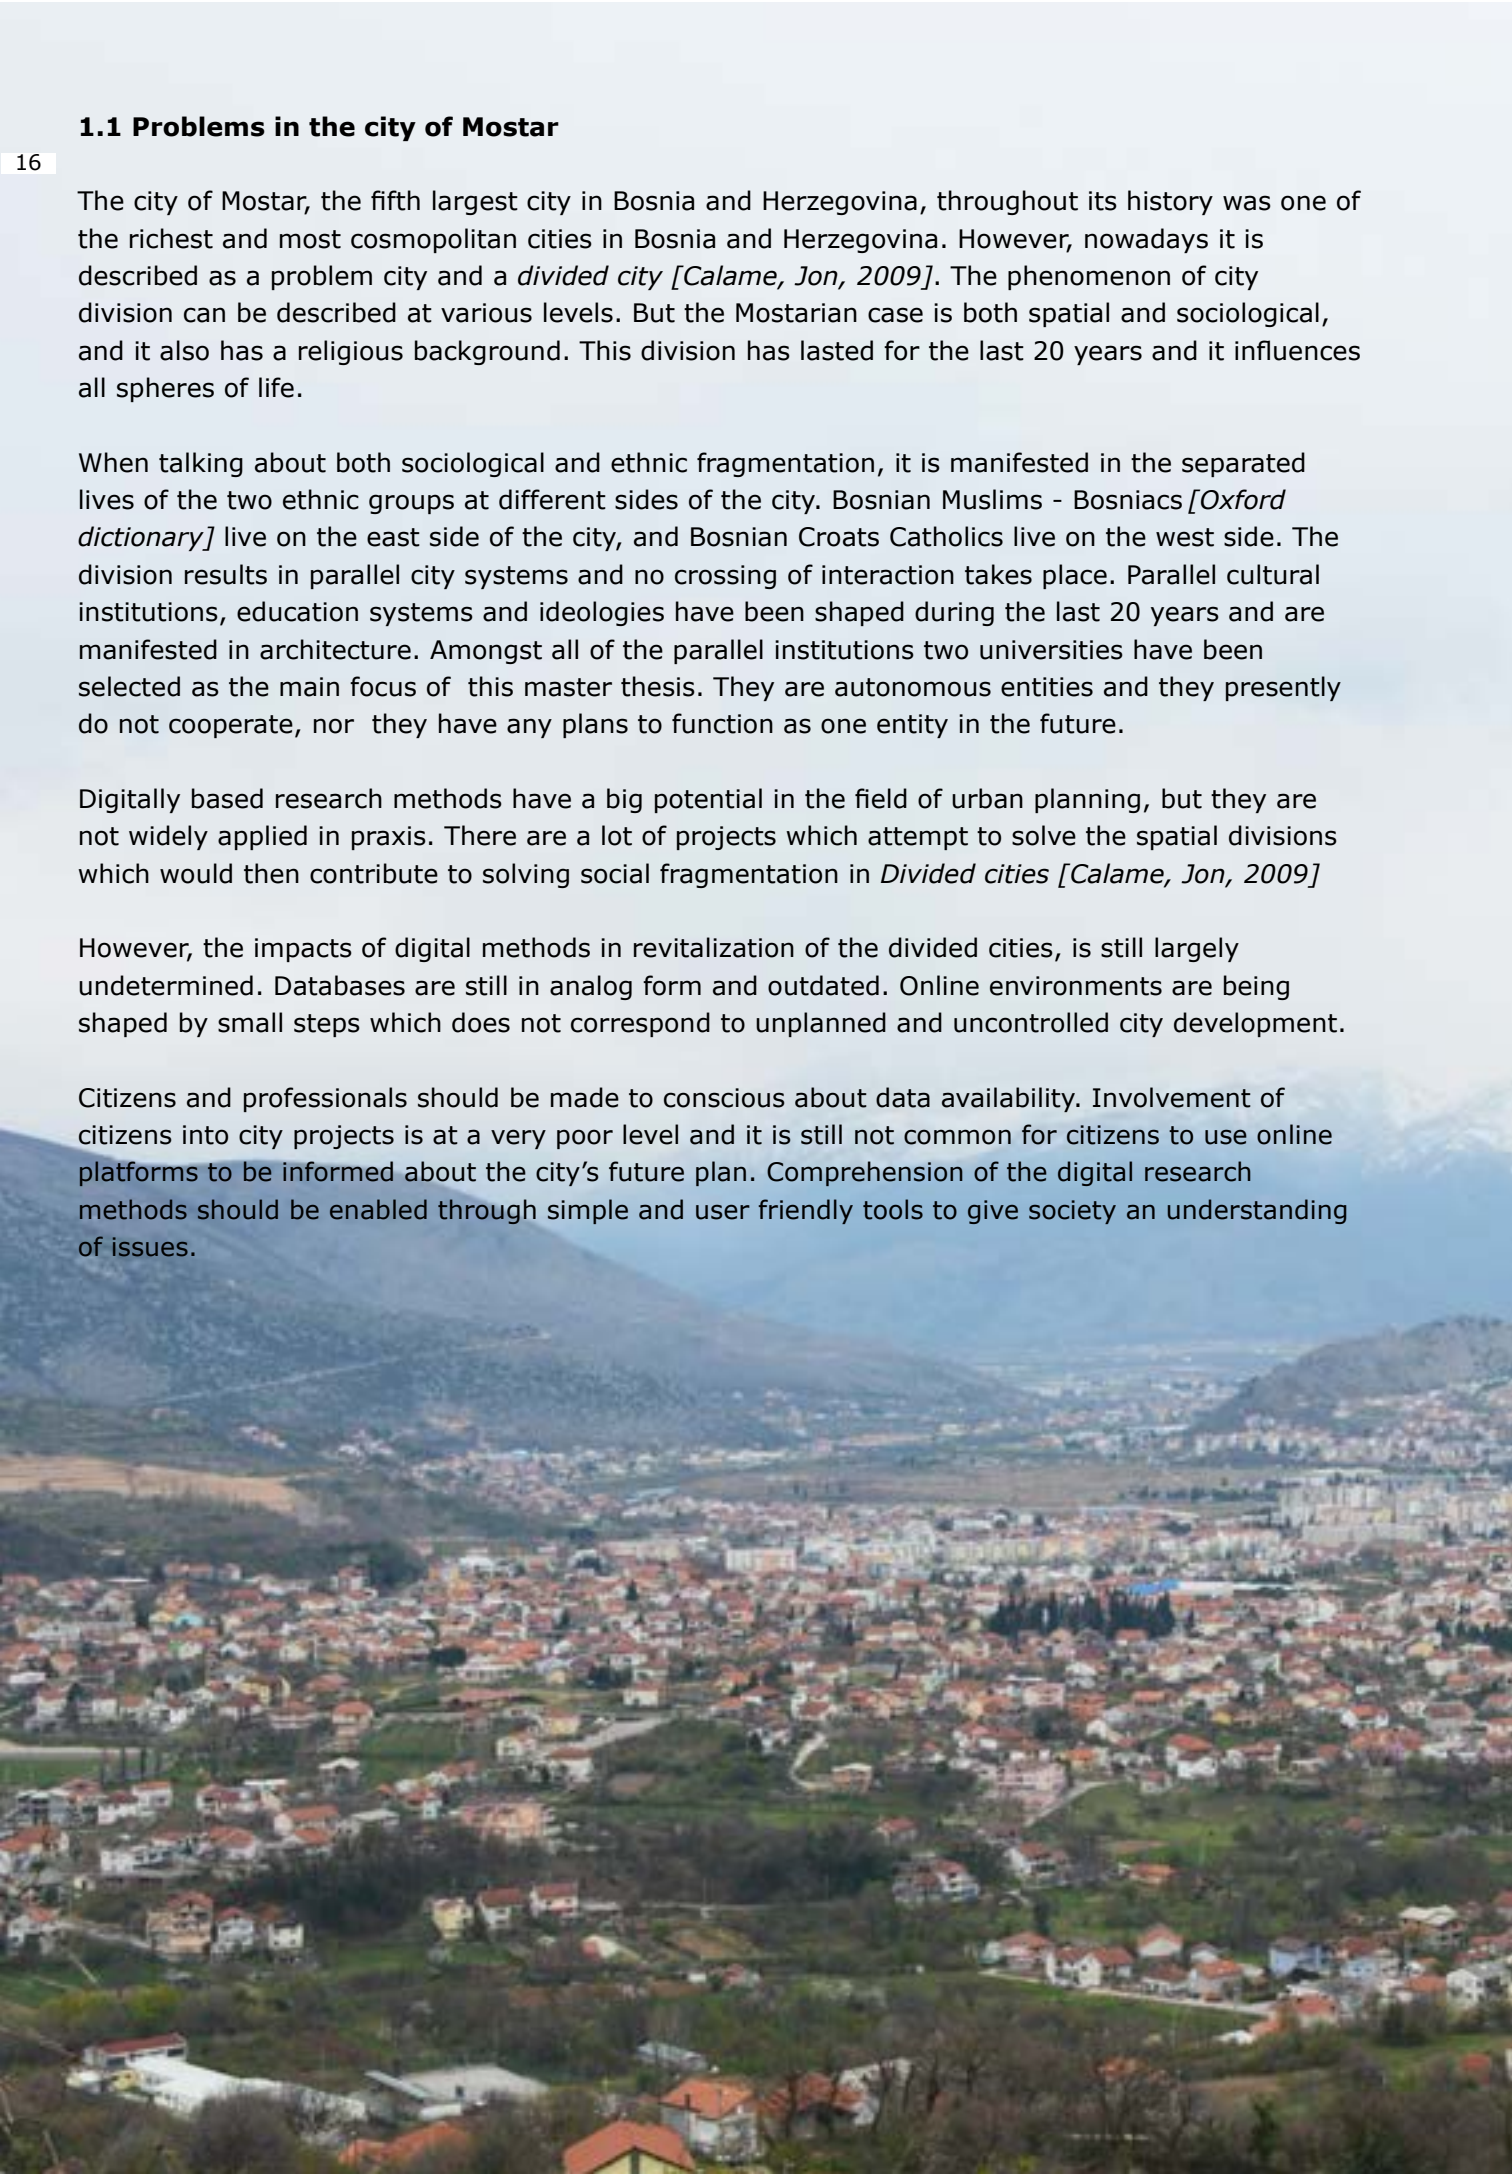 1.1 Problems in the city of Mostar
16
The city of Mostar, the fifth largest city in Bosnia and Herzegovina, throughout its history was one of
the richest and most cosmopolitan cities in Bosnia and Herzegovina. However, nowadays it is
described as a problem city and a divided city [Calame, Jon, 2009]. The phenomenon of city
division can be described at various levels. But the Mostarian case is both spatial and sociological,
and it also has a religious background. This division has lasted for the last 20 years and it influences
all spheres of life.
When talking about both sociological and ethnic fragmentation, it is manifested in the separated
lives of the two ethnic groups at different sides of the city. Bosnian Muslims - Bosniacs [Oxford
dictionary] live on the east side of the city, and Bosnian Croats Catholics live on the west side. The
division results in parallel city systems and no crossing of interaction takes place. Parallel cultural
institutions, education systems and ideologies have been shaped during the last 20 years and are
manifested in architecture. Amongst all of the parallel institutions two universities have been
selected as the main focus of  this master thesis. They are autonomous entities and they presently
do not cooperate, nor  they have any plans to function as one entity in the future.
Digitally based research methods have a big potential in the field of urban planning, but they are
not widely applied in praxis. There are a lot of projects which attempt to solve the spatial divisions
which would then contribute to solving social fragmentation in Divided cities [Calame, Jon, 2009]
However, the impacts of digital methods in revitalization of the divided cities, is still largely
undetermined. Databases are still in analog form and outdated. Online environments are being
shaped by small steps which does not correspond to unplanned and uncontrolled city development.
Citizens and professionals should be made to conscious about data availability. Involvement of
citizens into city projects is at a very poor level and it is still not common for citizens to use online
platforms to be informed about the city’s future plan. Comprehension of the digital research
methods should be enabled through simple and user friendly tools to give society an understanding
of issues.